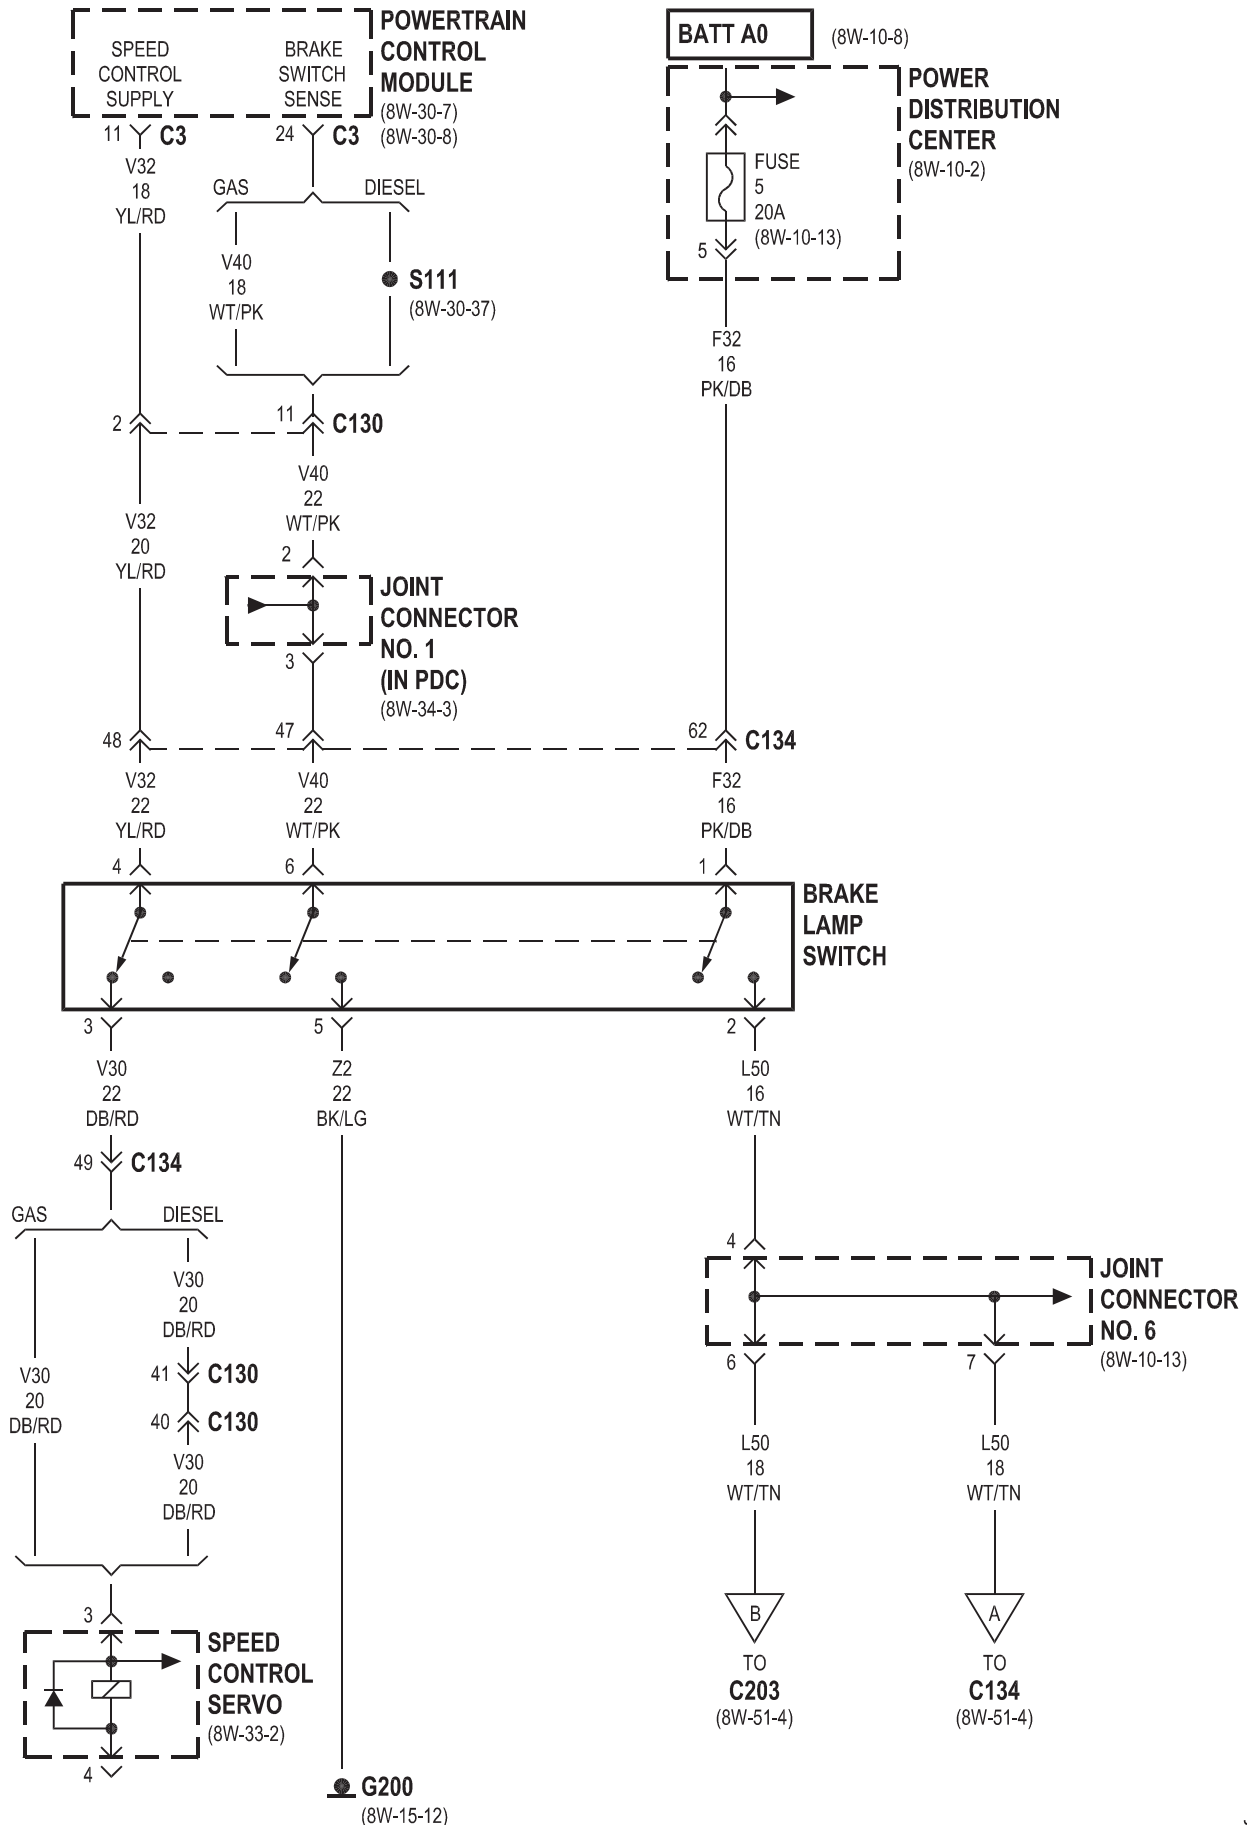 SPEED
CONTROL
SUPPLY
BRAKE
SWITCH
SENSE
POWERTRAIN
CONTROL
MODULE
(8W-30-7)
(8W-30-8)
BATT A0
(8W-10-8)
POWER
DISTRIBUTION
CENTER
(8W-10-2)
FUSE
5
20A
(8W-10-13)
5
11
C3
24
C3
V32
18
YL/RD
GAS
DIESEL
V40
18
WT/PK
S111
(8W-30-37)
F32
16
PK/DB
2
11
C130
V40
22
WT/PK
V32
20
YL/RD
2
JOINT
CONNECTOR
NO. 1
(IN PDC)
(8W-34-3)
3
48
47
62
C134
V32
22
YL/RD
V40
22
WT/PK
F32
16
PK/DB
4
6
1
BRAKE
LAMP
SWITCH
3
5
2
V30
22
DB/RD
Z2
22
BK/LG
L50
16
WT/TN
49
C134
GAS
DIESEL
V30
20
DB/RD
4
JOINT
CONNECTOR
NO. 6
(8W-10-13)
6
7
41
C130
V30
20
DB/RD
40
C130
V30
20
DB/RD
L50
18
WT/TN
L50
18
WT/TN
B
A
TO
C203
(8W-51-4)
TO
C134
(8W-51-4)
3
SPEED
CONTROL
SERVO
(8W-33-2)
4
G200
(8W-15-12)